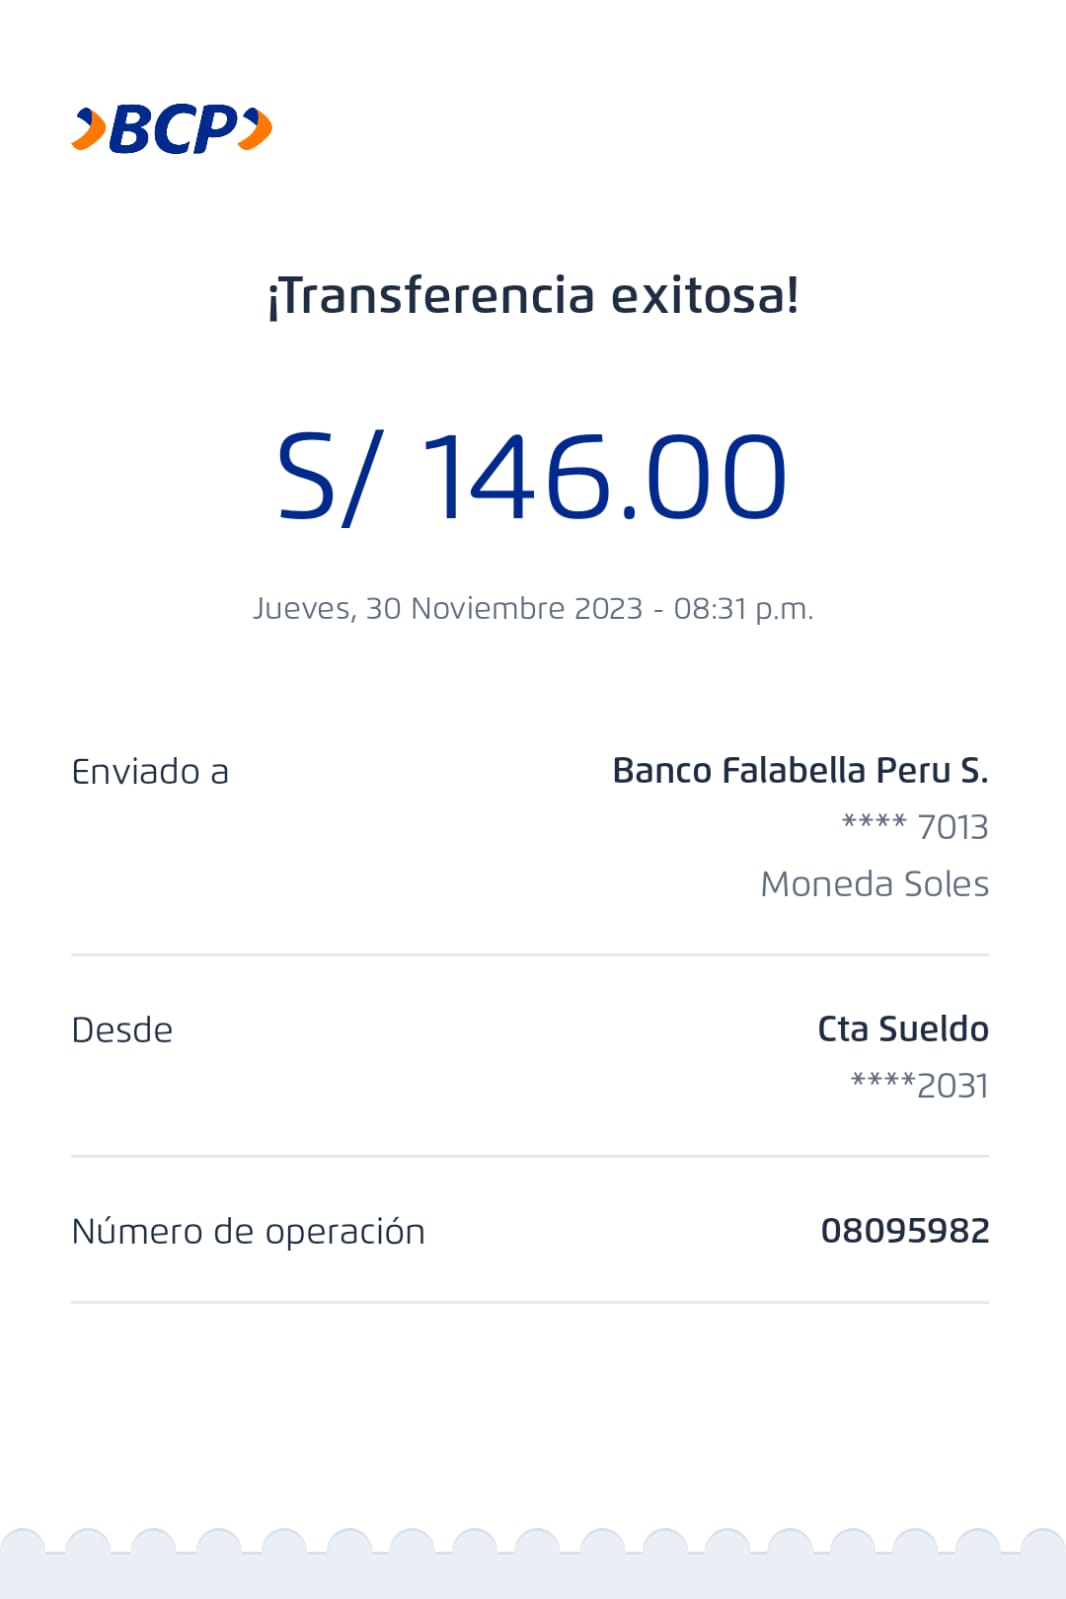 BCP
¡Transferencia exitosa!
S/ 146.00
Jueves, 30 Noviembre 2023 - 08:31 p.m.
Enviado a
Banco Falabella Peru S.
**** 7013
Moneda Soles
Desde
Cta Sueldo
****2031
Número de operación
08095982